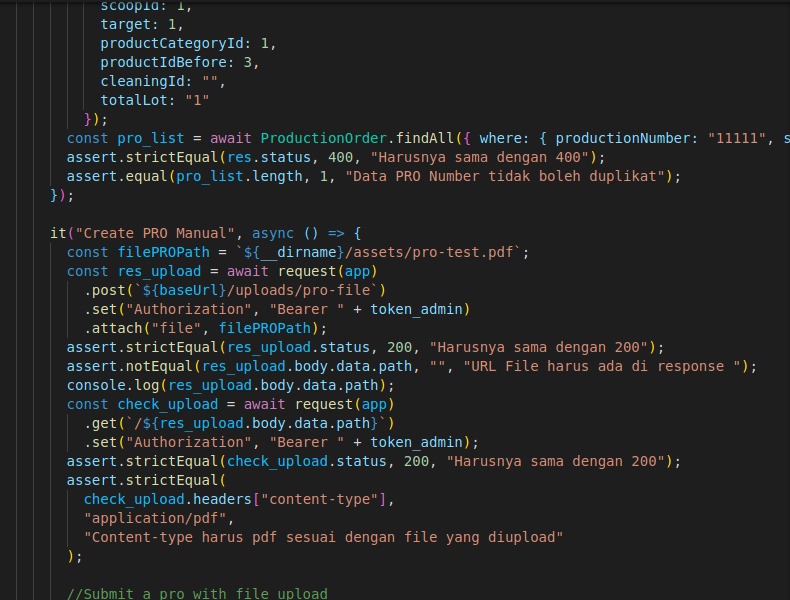 scoopId: 1,
target: 1,
productCategoryId: 1,
productIdBefore: 3,
cleaningId: "",
totalLot: "1"
});
const pro_list = await ProductionOrder.findAll({ where: { productionNumber: "11111", s
assert.strictEqual(res.status, 400, "Harusnya sama dengan 400");
assert.equal(pro_list.length, 1, "Data PRO Number tidak boleh duplikat");
});
it("Create PRO Manual", async () => {
const filePROPath = `${__dirname}/assets/pro-test.pdf`;
const res_upload = await request(app)
.post(`${baseUrl}/uploads/pro-file`)
.set("Authorization", "Bearer " + token_admin)
.attach("file", filePROPath);
assert.strictEqual(res_upload.status, 200, "Harusnya sama dengan 200");
assert.notEqual(res_upload.body.data.path, "", "URL File harus ada di response ");
console.log(res_upload.body.data.path);
const check_upload = await request(app)
.get(`/${res_upload.body.data.path}`)
.set("Authorization", "Bearer " + token_admin);
assert.strictEqual(check_upload.status, 200, "Harusnya sama dengan 200");
assert.strictEqual(
check_upload.headers["content-type"],
"application/pdf",
"Content-type harus pdf sesuai dengan file yang diupload"
);
//Submit a pro with file upload